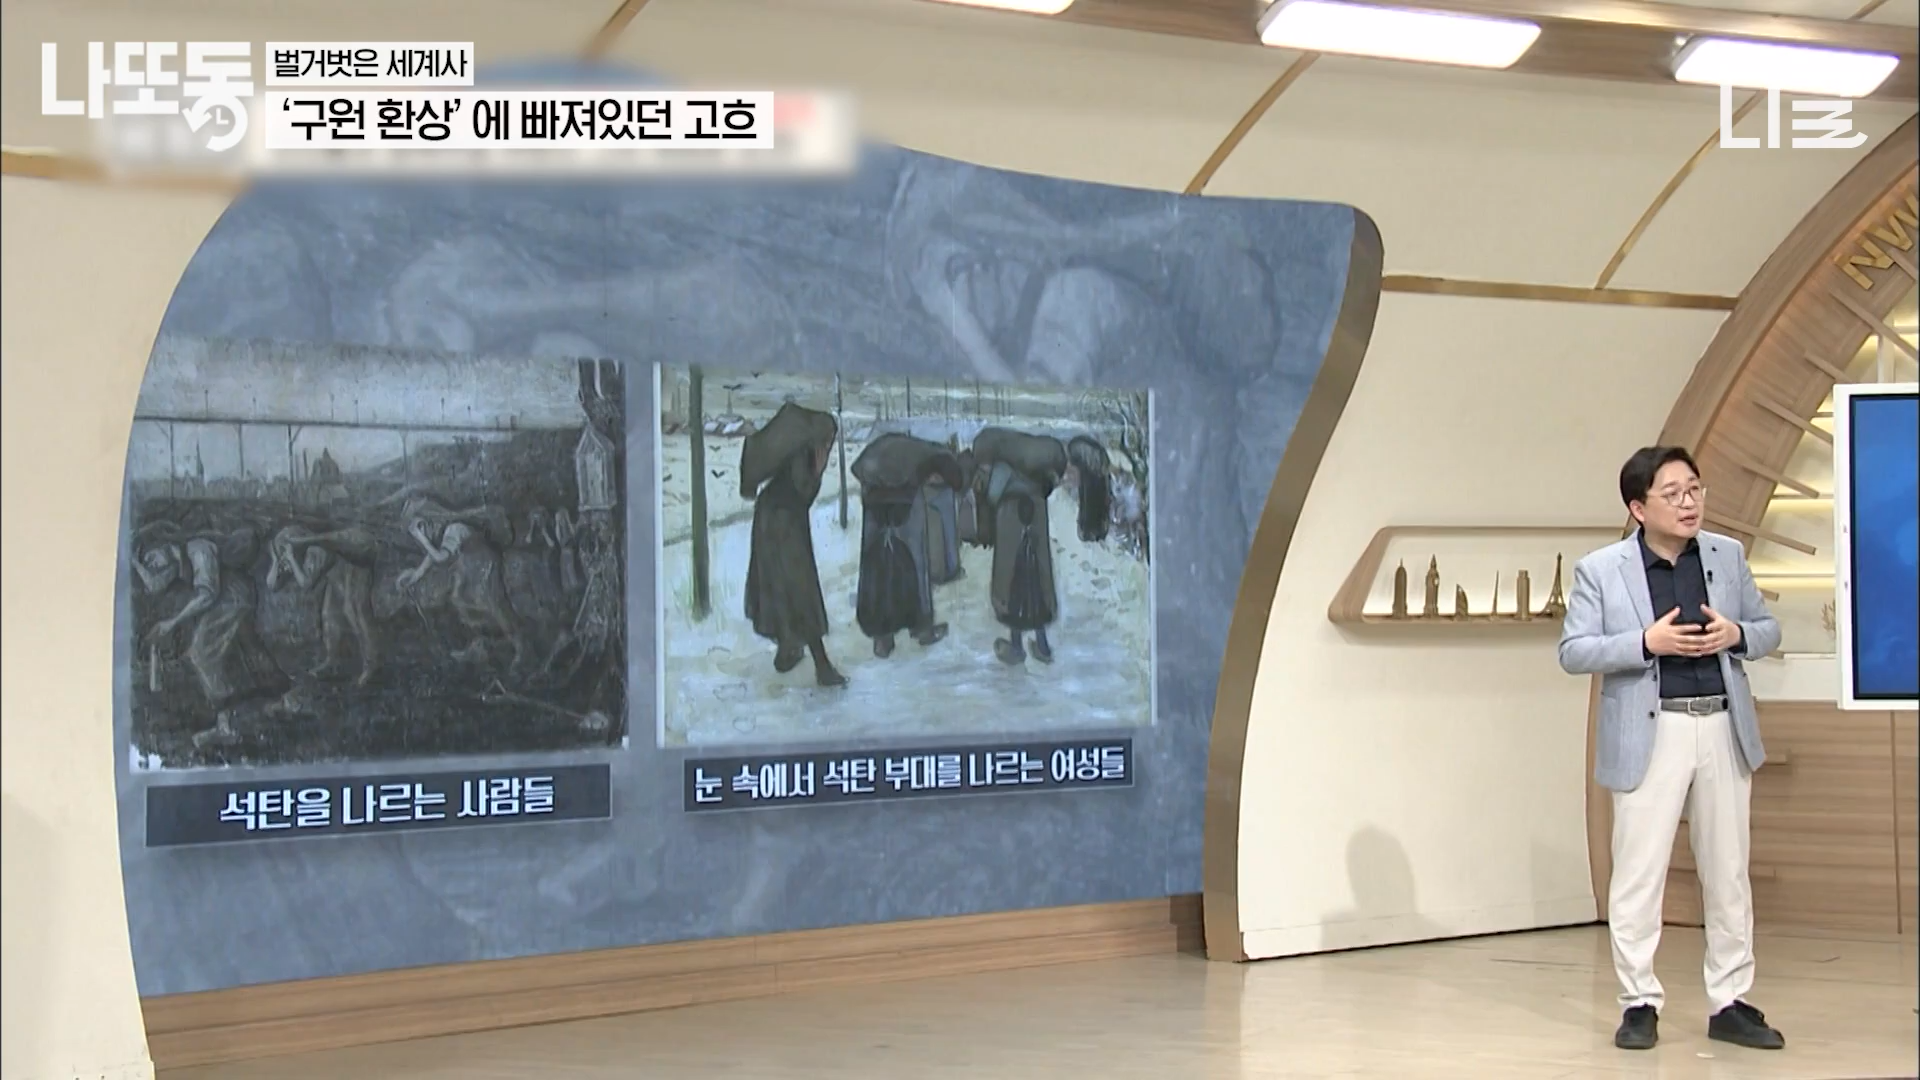 나또동
벌거벗은 세계사
‘구원 환상’ 에 빠져있던 고흐
디글
석탄을 나르는 사람들
눈 속에서 석탄 부대를 나르는 여성들